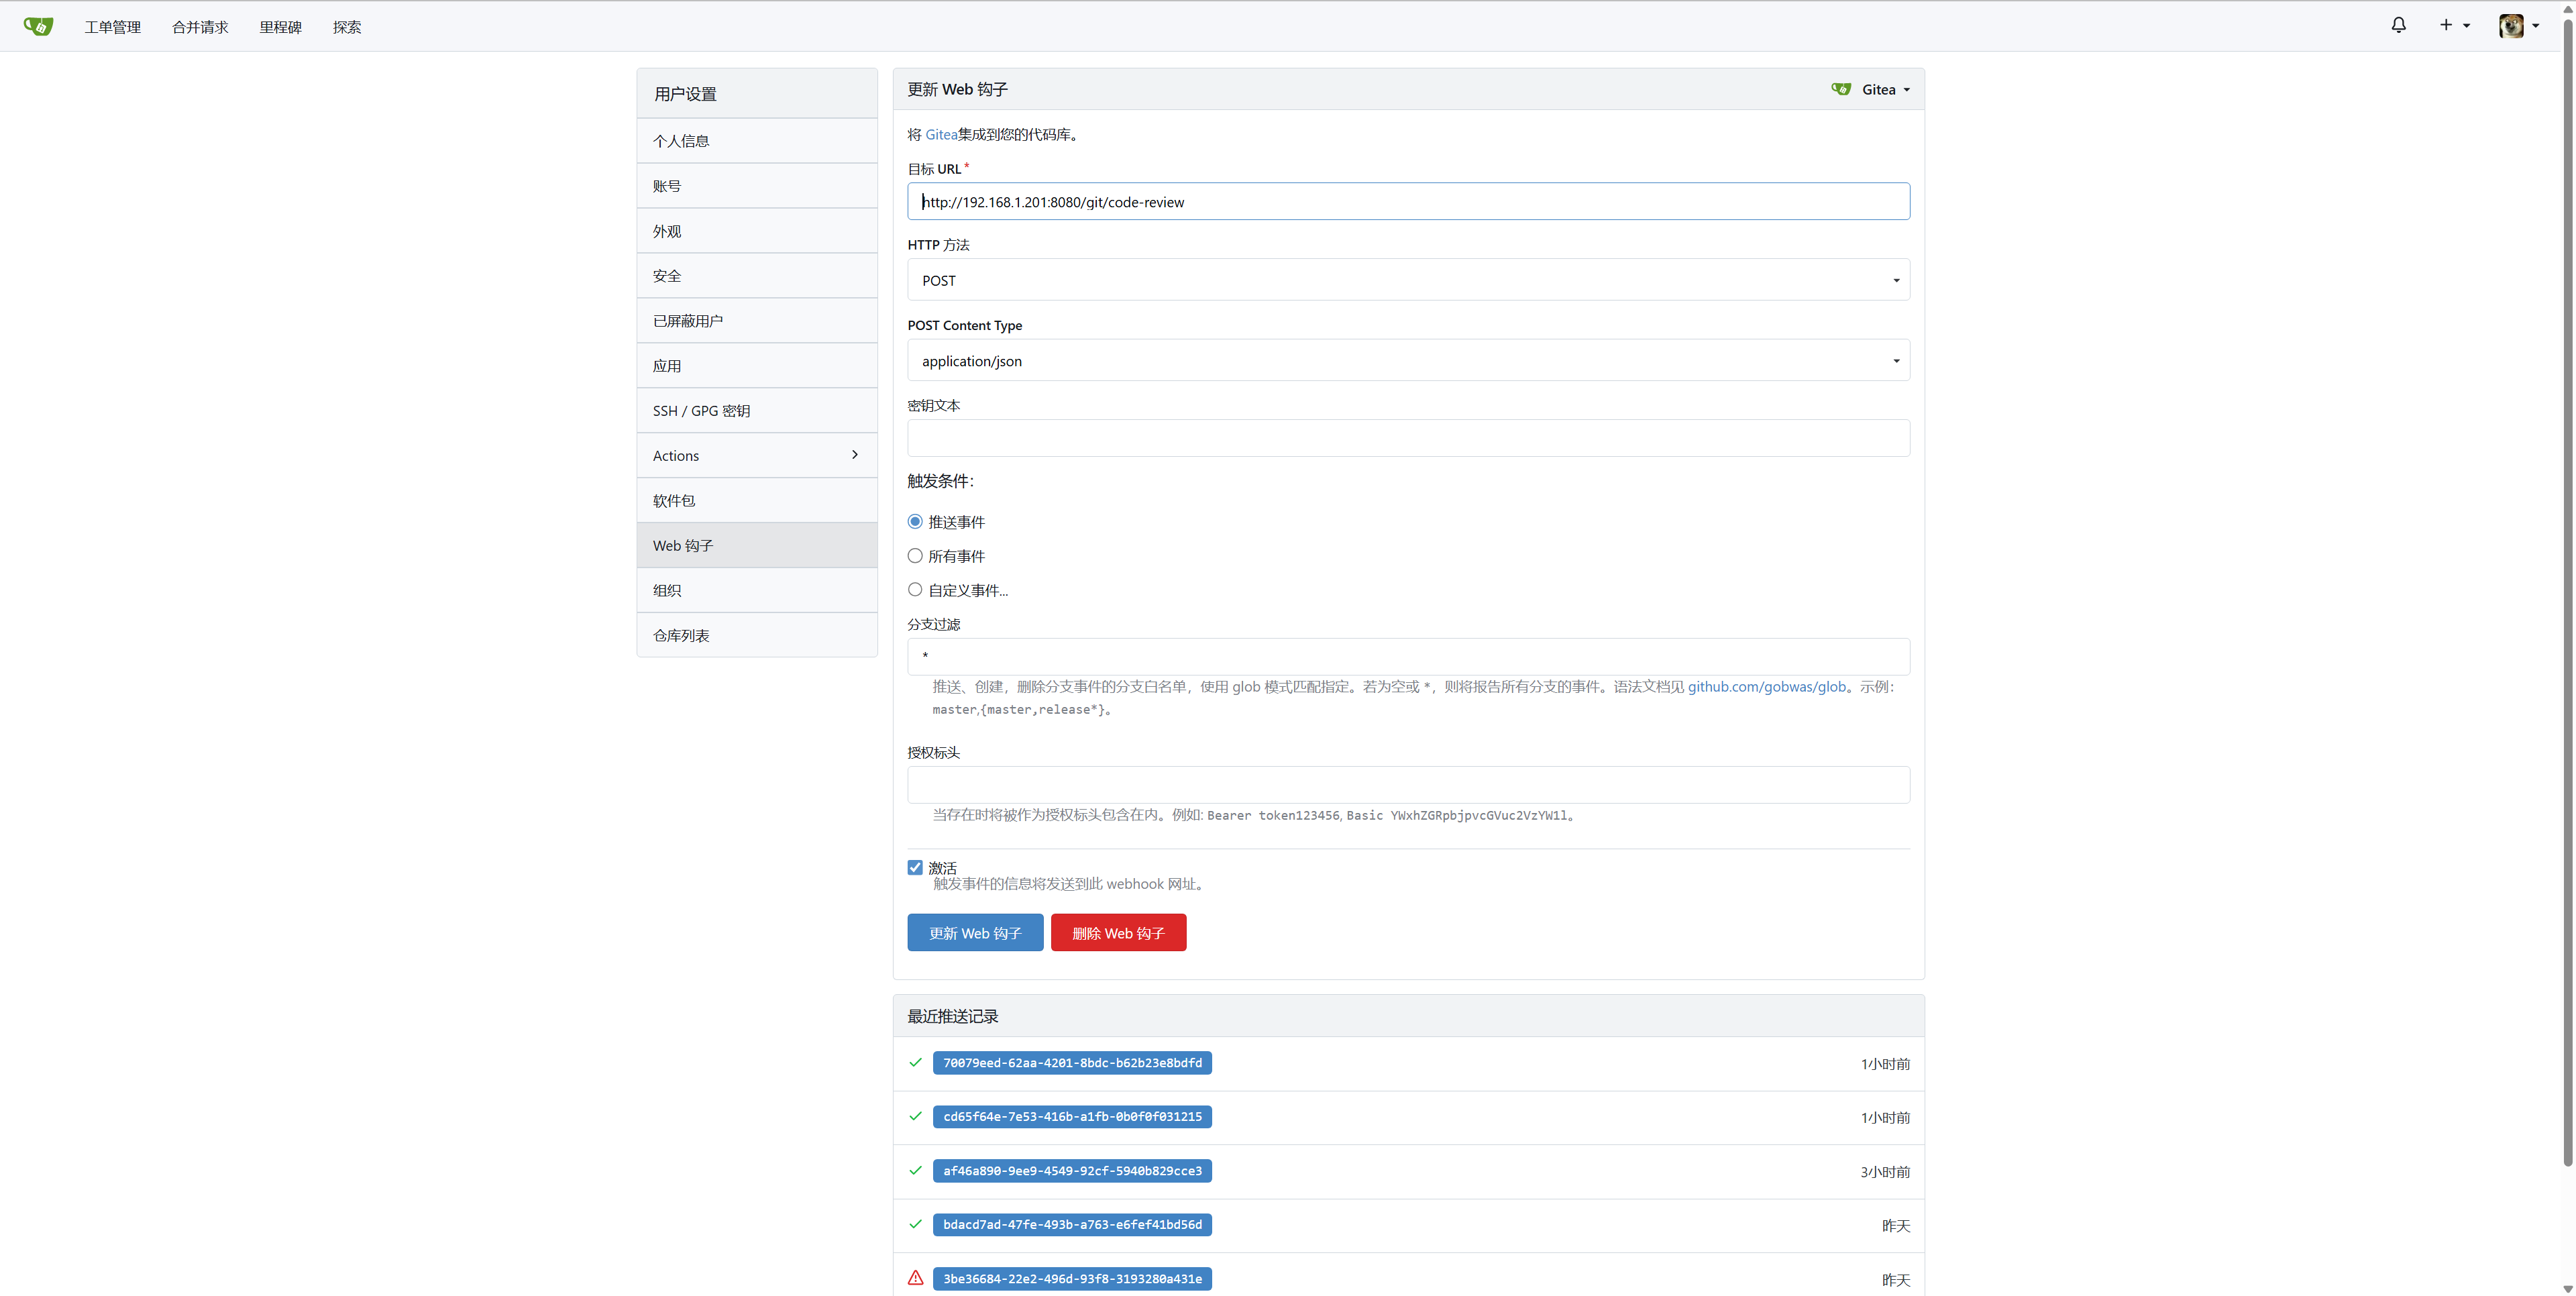 工单管理 合并请求 里程碑 探索
用户设置
个人信息
账号
外观
安全
已屏蔽用户
应用
SSH / GPG 密钥
Actions
软件包
Web 钩子
组织
仓库列表
更新 Web 钩子
Gitea
将 Gitea集成到您的代码库。
目标 URL*
http://192.168.1.201:8080/git/code-review
HTTP 方法
POST
POST Content Type
application/json
密钥文本
触发条件：
推送事件
所有事件
自定义事件...
分支过滤
*
推送、创建，删除分支事件的分支白名单，使用 glob 模式匹配指定。若为空或 *，则将报告所有分支的事件。语法文档见 github.com/gobwas/glob。示例：
master,{master,release*}。
授权标头
当存在时将被作为授权标头包含在内。例如: Bearer token123456, Basic YWxhZGRpbjpvcGVuc2VzYW1l。
激活
触发事件的信息将发送到此 webhook 网址。
更新 Web 钩子 删除 Web 钩子
最近推送记录
70079eed-62aa-4201-8bdc-b62b23e8bdfd 1小时前
cd65f64e-7e53-416b-a1fb-0b0f0f031215 1小时前
af46a890-9ee9-4549-92cf-5940b829cce3 3小时前
bdacd7ad-47fe-493b-a763-e6fef41bd56d 昨天
3be36684-22e2-496d-93f8-3193280a431e 昨天